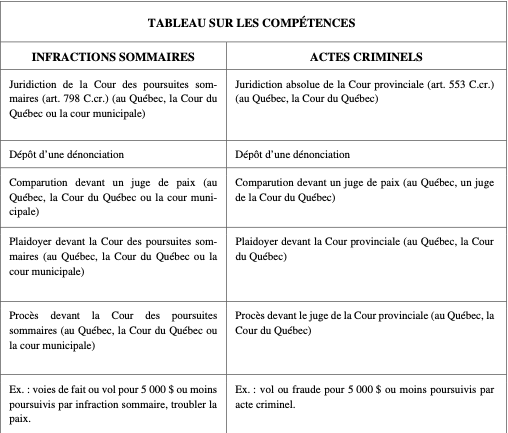 TABLEAU SUR LES COMPÉTENCES
INFRACTIONS SOMMAIRES
ACTES CRIMINELS
Juridiction de la Cour des poursuites som-
maires (art. 798 C.cr.) (au Québec, la Cour du
Québec ou la cour municipale)
Juridiction absolue de la Cour provinciale (art. 553 C.cr.)
(au Québec, la Cour du Québec)
Dépôt d’une dénonciation
Dépôt d’une dénonciation
Comparution devant un juge de paix (au
Québec, la Cour du Québec ou la cour muni-
cipale)
Comparution devant un juge de paix (au Québec, un juge
de la Cour du Québec)
Plaidoyer devant la Cour des poursuites som-
maires (au Québec, la Cour du Québec ou la
cour municipale)
Plaidoyer devant la Cour provinciale (au Québec, la Cour
du Québec)
Procès devant la Cour des poursuites
sommaires (au Québec, la Cour du Québec ou
la cour municipale)
Procès devant le juge de la Cour provinciale (au Québec, la
Cour du Québec)
Ex. : voies de fait ou vol pour 5 000 $ ou moins
poursuivis par infraction sommaire, troubler la
paix.
Ex. : vol ou fraude pour 5 000 $ ou moins poursuivis par
acte criminel.